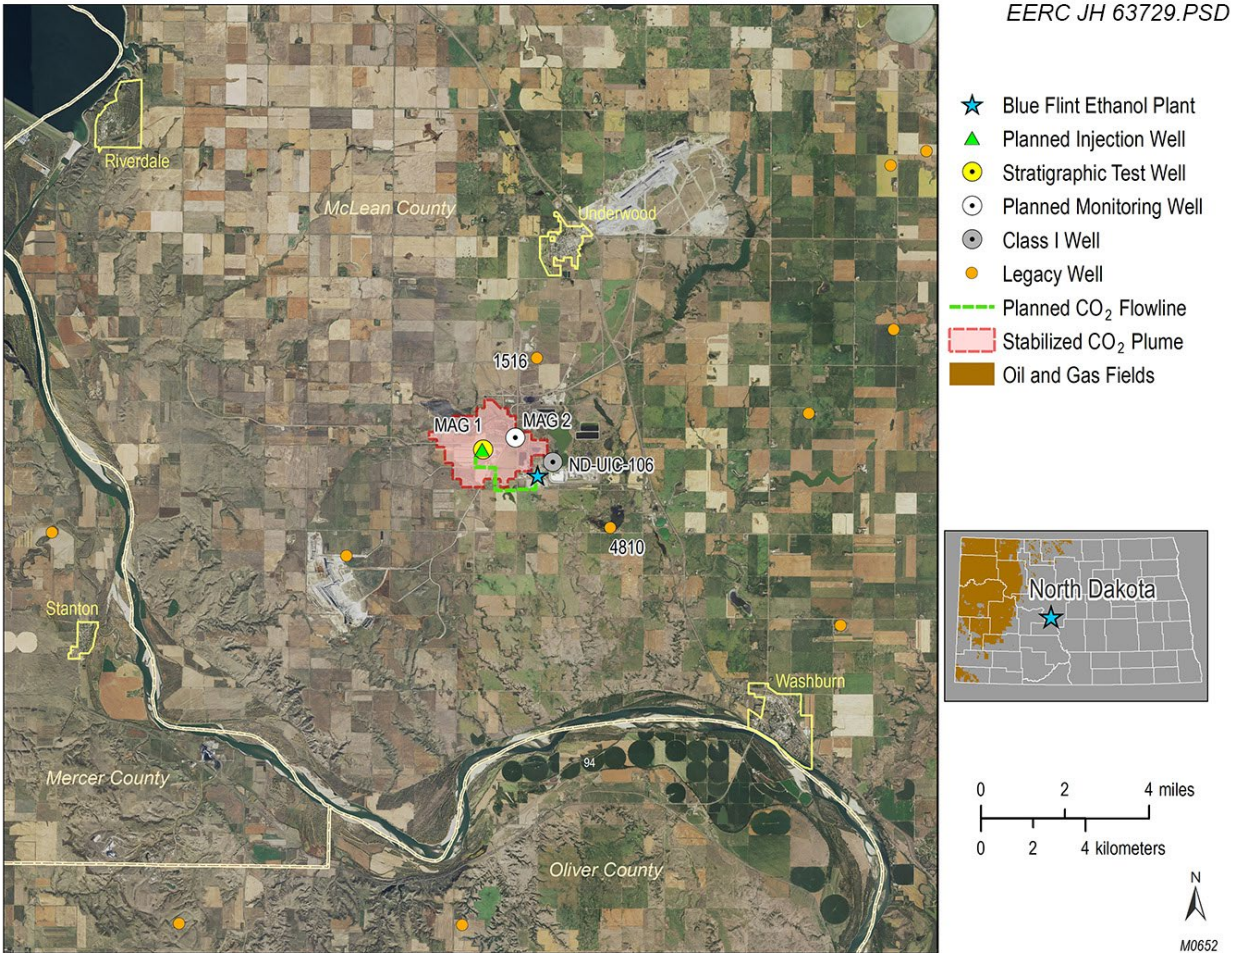 EERC JH 63729.PSD
Blue Flint Ethanol Plant
Planned Injection Well
Stratigraphic Test Well
Planned Monitoring Well
Class I Well
Legacy Well
Planned CO₂ Flowline
Stabilized CO₂ Plume
Oil and Gas Fields
Riverdale
McLean County
Underwood
1516
MAG 1
MAG 2
ND-UIC-106
4810
Stanton
Washburn
Mercer County
94
Oliver County
North Dakota
0 2 4 miles
0 2 4 kilometers
N
M0652